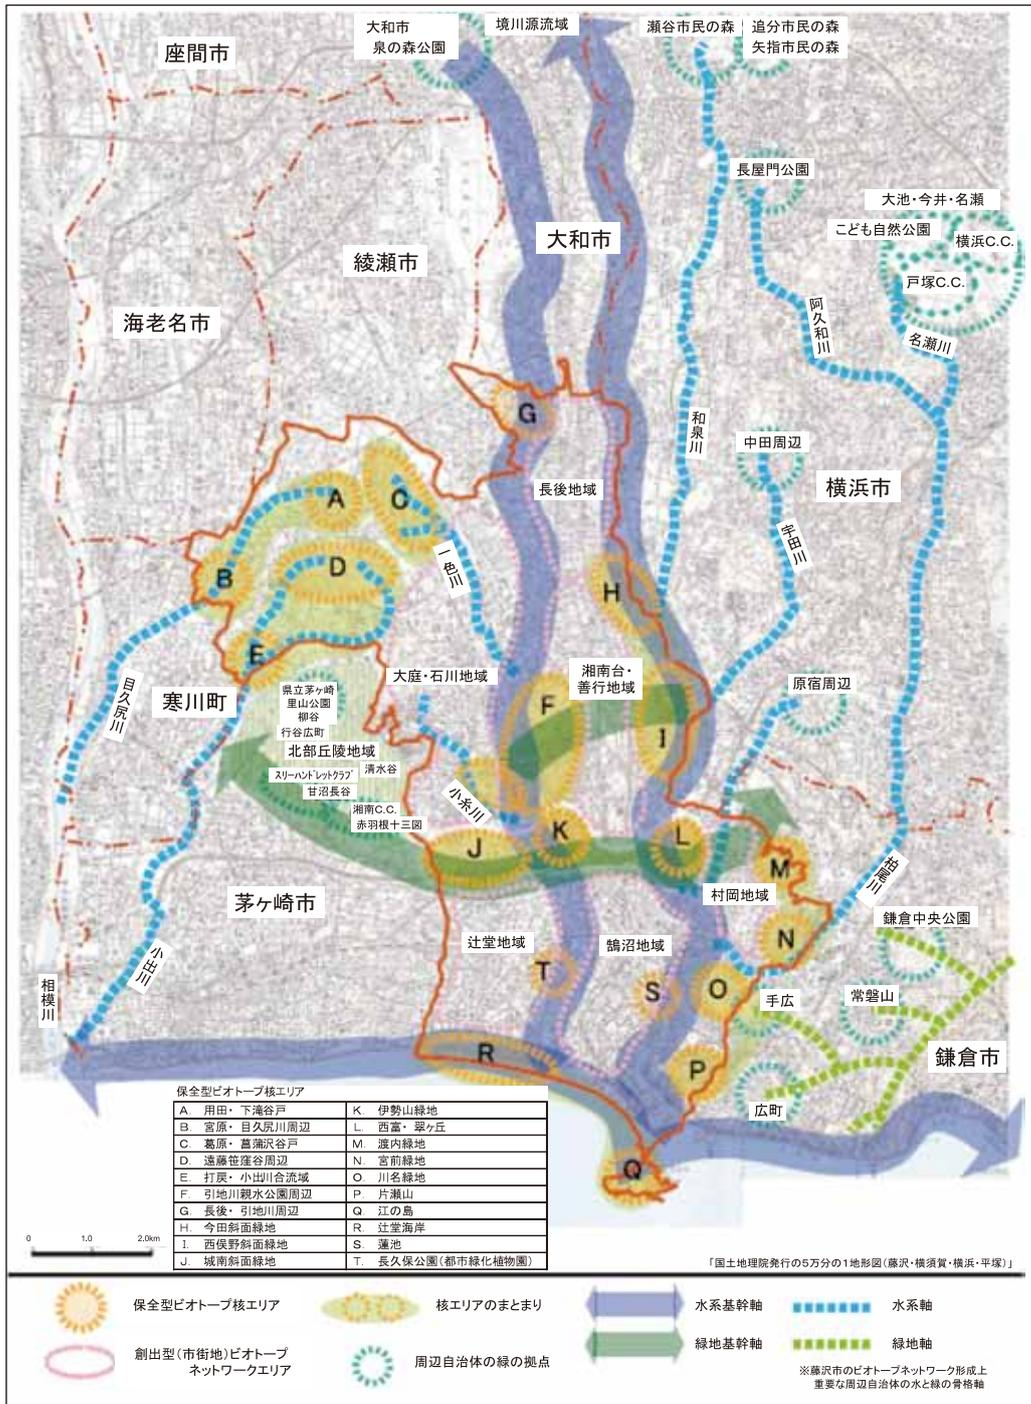 大和市
泉の森公園
境川源流域
瀬谷市民の森
追分市民の森
矢指市民の森
座間市
長屋門公園
大池・今井・名瀬
こども自然公園
横浜C.C.
戸塚C.C.
大和市
綾瀬市
海老名市
阿久和川
名瀬川
G
和泉川
中田周辺
横浜市
長後地域
A
C
宇田川
一色川
B
D
H
E
大庭・石川地域
湘南台・
善行地域
原宿周辺
目久尻川
寒川町
県立茅ヶ崎
里山公園
柳谷
行谷広町
F
I
北部丘陵地域
スリーハンドレットクラブ
清水谷
甘沼長谷
湘南C.C.
赤羽根十三図
小糸川
J
K
L
M
柏尾川
茅ヶ崎市
村岡地域
鎌倉中央公園
辻堂地域
鵠沼地域
N
小出川
相模川
T
S
O
手広
常磐山
鎌倉市
R
P
広町
Q
保全型ビオトープ核エリア
A. 用田・下滝谷戸 K. 伊勢山緑地
B. 宮原・目久尻川周辺 L. 西富・翠ヶ丘
C. 葛原・菖蒲沢谷戸 M. 渡内緑地
D. 遠藤笹窪谷周辺 N. 宮前緑地
E. 打戻・小出川合流域 O. 川名緑地
F. 引地川親水公園周辺 P. 片瀬山
G. 長後・引地川周辺 Q. 江の島
H. 今田斜面緑地 R. 辻堂海岸
I. 西俣野斜面緑地 S. 蓮池
J. 城南斜面緑地 T. 長久保公園(都市緑化植物園)
0 1.0 2.0km
「国土地理院発行の5万分の1地形図(藤沢・横須賀・横浜・平塚)」
保全型ビオトープ核エリア
核エリアのまとまり
水系基幹軸
水系軸
創出型(市街地)ビオトープ
ネットワークエリア
周辺自治体の緑の拠点
緑地基幹軸
緑地軸
※藤沢市のビオトープネットワーク形成上
重要な周辺自治体の水と緑の骨格軸